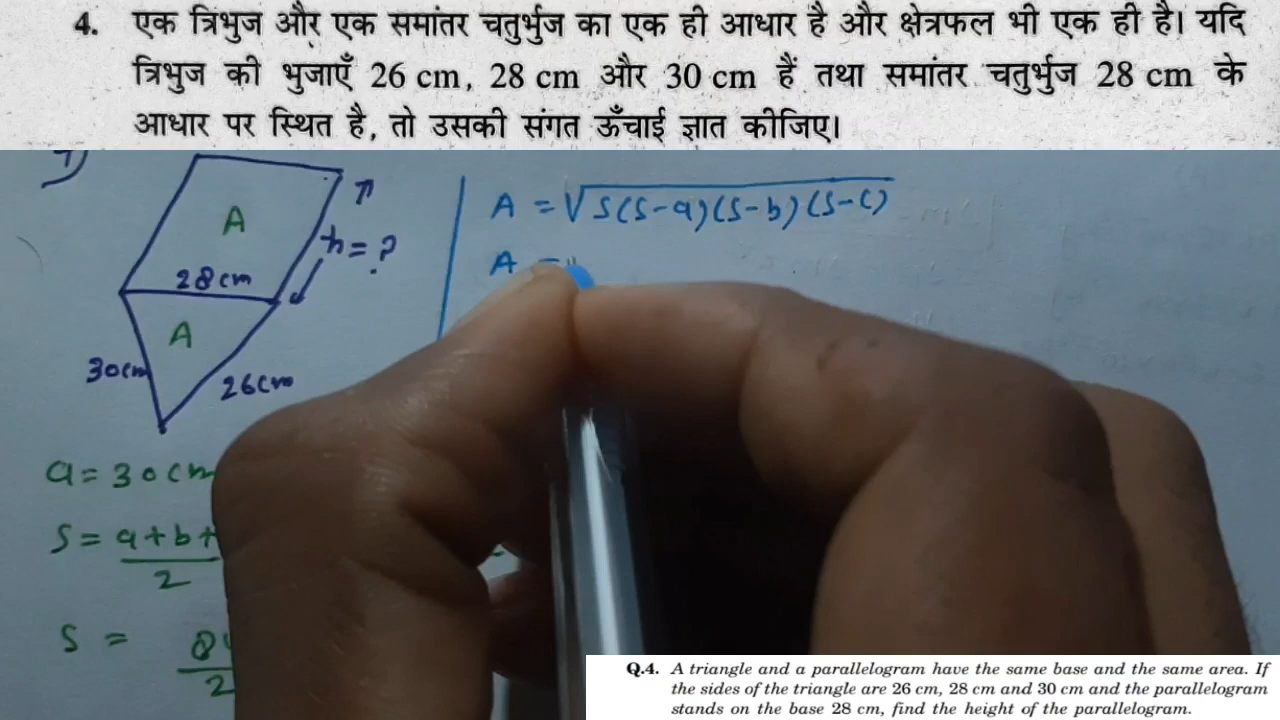 4. एक त्रिभुज और एक समांतर चतुर्भुज का एक ही आधार है और क्षेत्रफल भी एक ही है। यदि
त्रिभुज की भुजाएँ 26 cm, 28 cm और 30 cm हैं तथा समांतर चतुर्भुज 28 cm के
आधार पर स्थित है, तो उसकी संगत ऊँचाई ज्ञात कीजिए।
A
h = ?
28 cm
A
30cm
26cm
a = 30 cm
S = a+b+
2
S =
2
A = √S(S-a)(S-b)(S-c)
A =
Q.4. A triangle and a parallelogram have the same base and the same area. If
the sides of the triangle are 26 cm, 28 cm and 30 cm and the parallelogram
stands on the base 28 cm, find the height of the parallelogram.